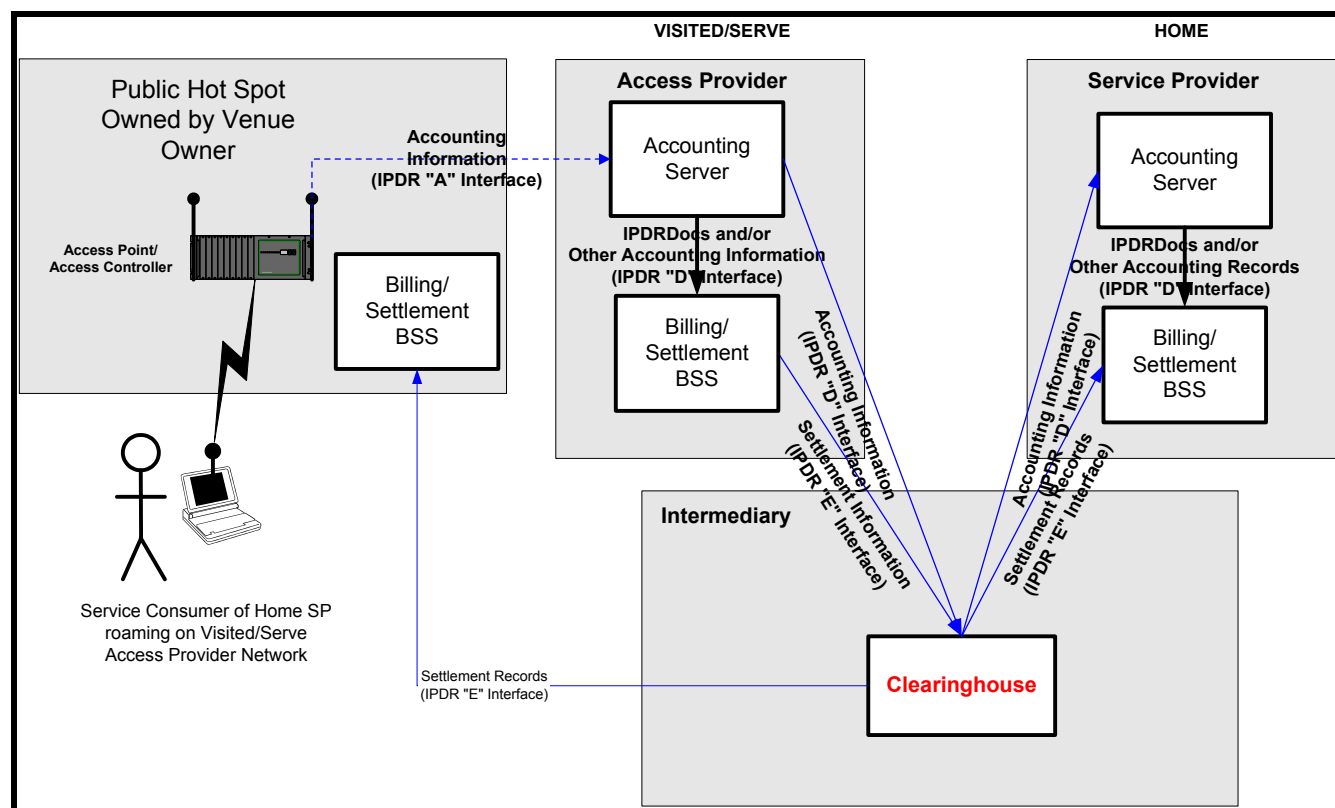 VISITED/SERVE
HOME
Public Hot Spot
Owned by Venue
Owner
Access Point/
Access Controller
Billing/
Settlement
BSS
Accounting
Information
(IPDR "A" Interface)
Access Provider
Accounting
Server
IPDRDocs and/or
Other Accounting Information
(IPDR "D" Interface)
Billing/
Settlement
BSS
Service Provider
Accounting
Server
IPDRDocs and/or
Other Accounting Records
(IPDR "D" Interface)
Billing/
Settlement
BSS
Accounting Information
(IPDR "D" Interface)
Settlement Information
(IPDR "E" Interface)
Accounting Information
(IPDR "D" Interface)
Settlement Records
(IPDR "E" Interface)
Intermediary
Clearinghouse
Settlement Records
(IPDR "E" Interface)
Service Consumer of Home SP
roaming on Visited/Serve
Access Provider Network